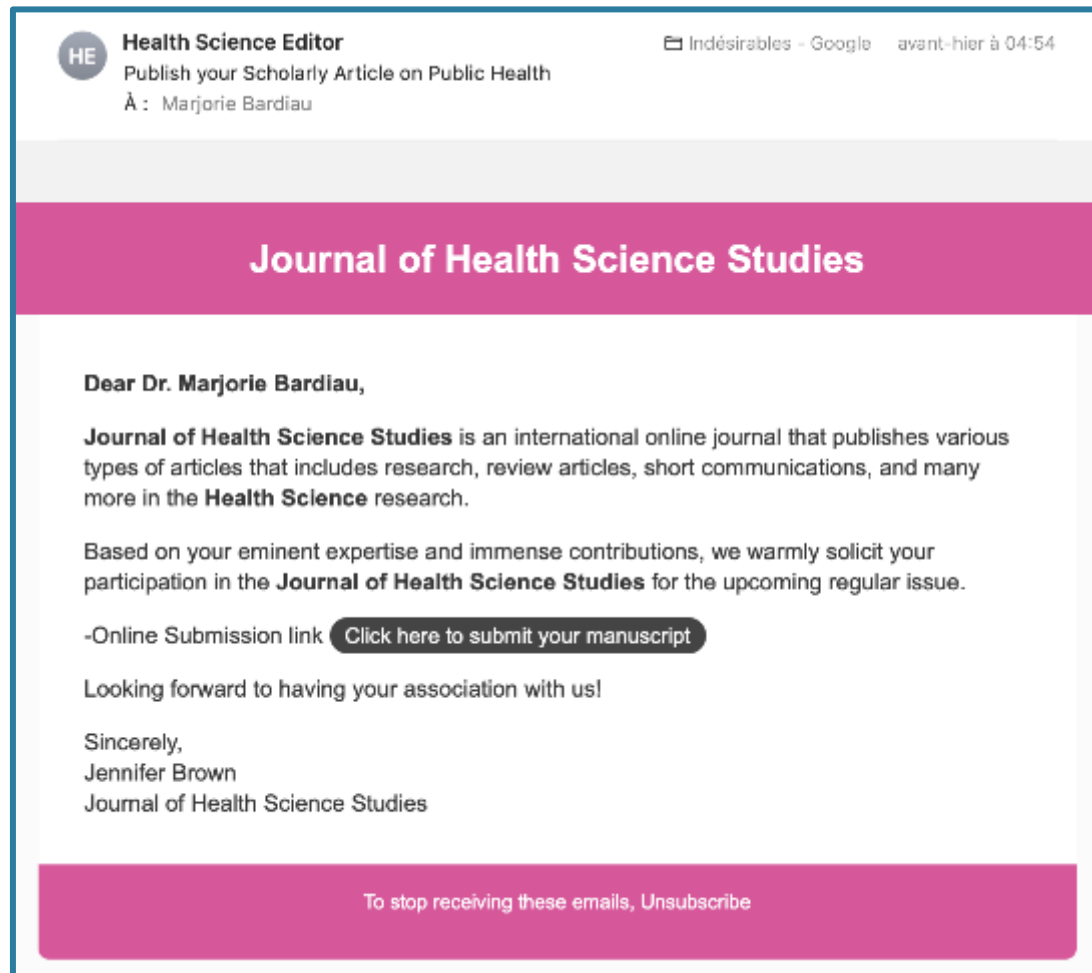 HE
Health Science Editor
Indésirables - Google avant-hier à 04:54
Publish your Scholarly Article on Public Health
À : Marjorie Bardiau
Journal of Health Science Studies
Dear Dr. Marjorie Bardiau,
Journal of Health Science Studies is an international online journal that publishes various
types of articles that includes research, review articles, short communications, and many
more in the Health Science research.
Based on your eminent expertise and immense contributions, we warmly solicit your
participation in the Journal of Health Science Studies for the upcoming regular issue.
-Online Submission link Click here to submit your manuscript
Looking forward to having your association with us!
Sincerely,
Jennifer Brown
Journal of Health Science Studies
To stop receiving these emails, Unsubscribe